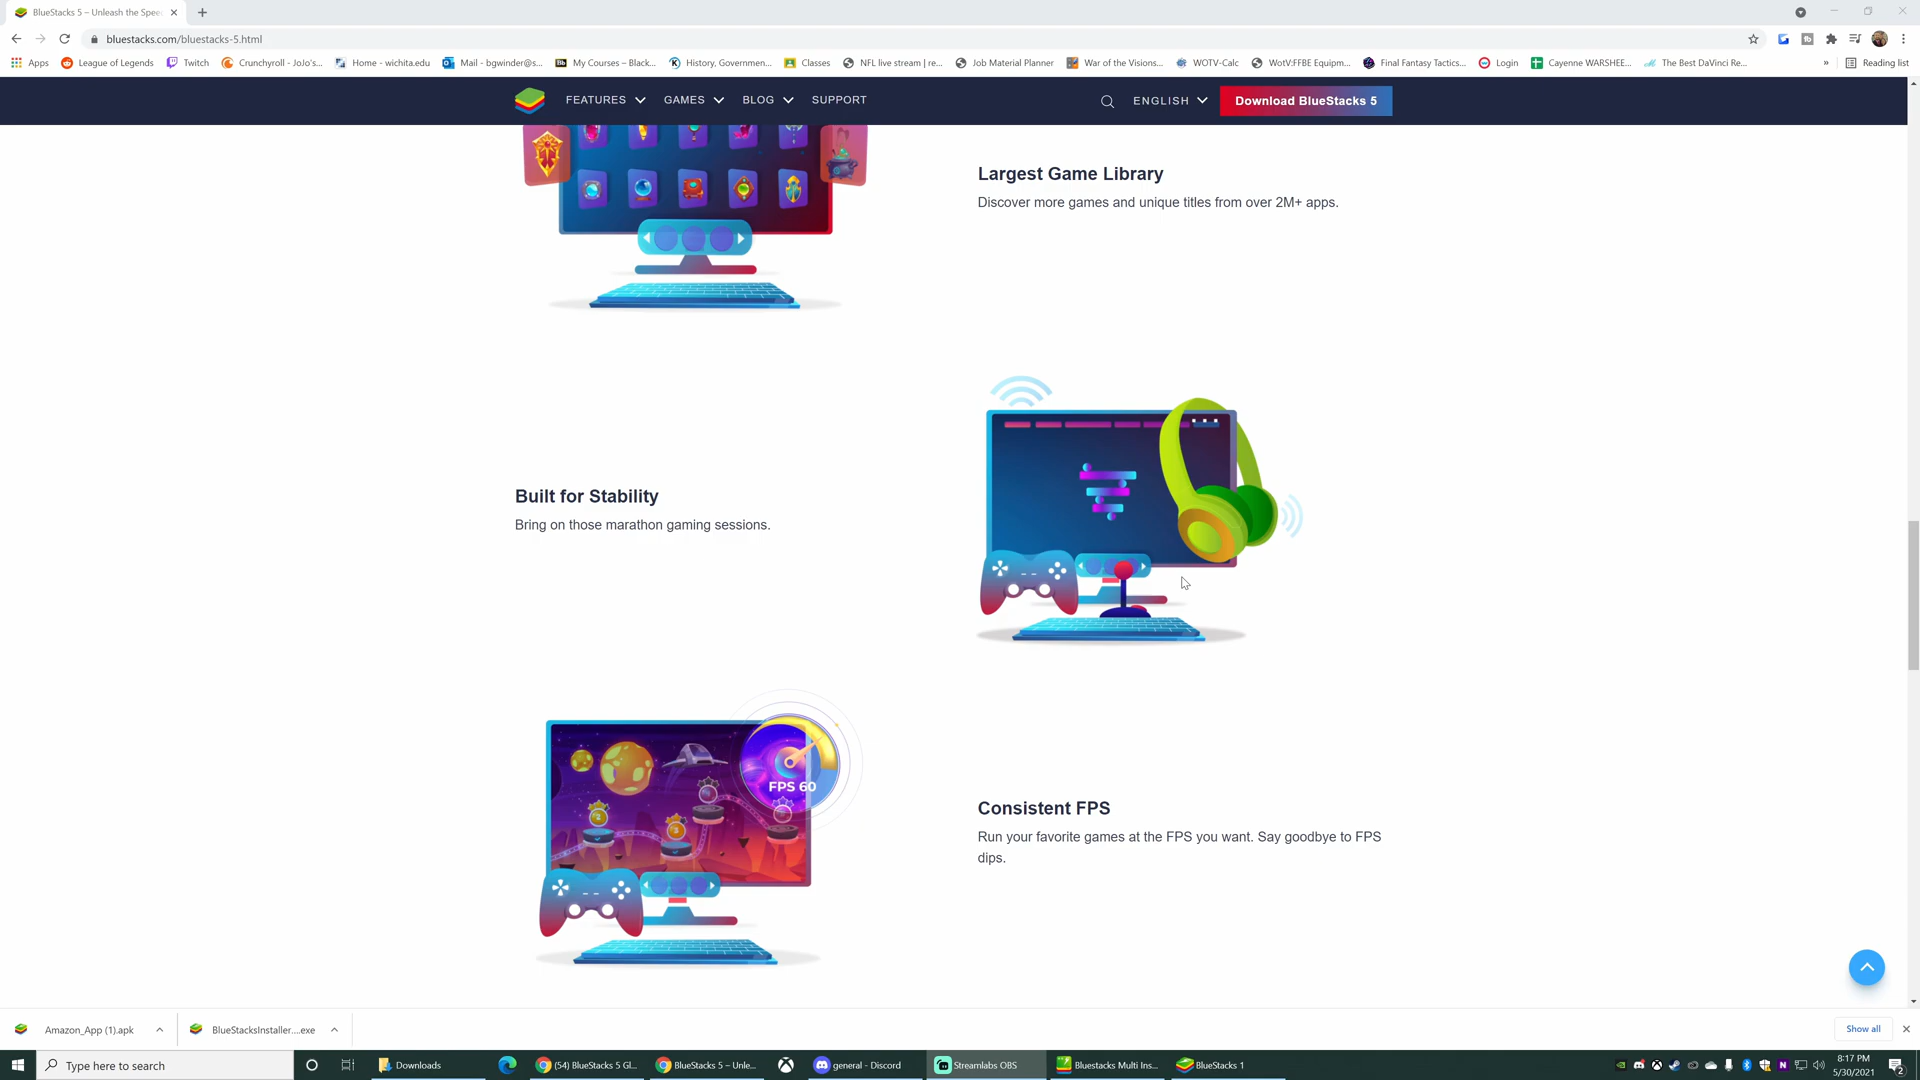 BlueStacks 5 – Unleash the Spee
bluestacks.com/bluestacks-5.html
Apps
League of Legends
Twitch
Crunchyroll - JoJo's...
Home - wichita.edu
Mail - bgwinder@s...
Bb
My Courses – Black...
History, Governmen...
Classes
NFL live stream | re...
Job Material Planner
War of the Visions...
WOTV-Calc
WotV:FFBE Equipm...
Final Fantasy Tactics...
Login
Cayenne WARSHEE...
The Best DaVinci Re...
»
Reading list
FEATURES
GAMES
BLOG
SUPPORT
ENGLISH
Download BlueStacks 5
Largest Game Library
Discover more games and unique titles from over 2M+ apps.
Built for Stability
Bring on those marathon gaming sessions.
FPS 60
2
3
Consistent FPS
Run your favorite games at the FPS you want. Say goodbye to FPS
dips.
Amazon_App (1).apk
BlueStacksInstaller....exe
Show all
Type here to search
Downloads
(54) BlueStacks 5 Gl...
BlueStacks 5 – Unle...
general - Discord
Streamlabs OBS
Bluestacks Multi Ins...
BlueStacks 1
8:17 PM
5/30/2021
2